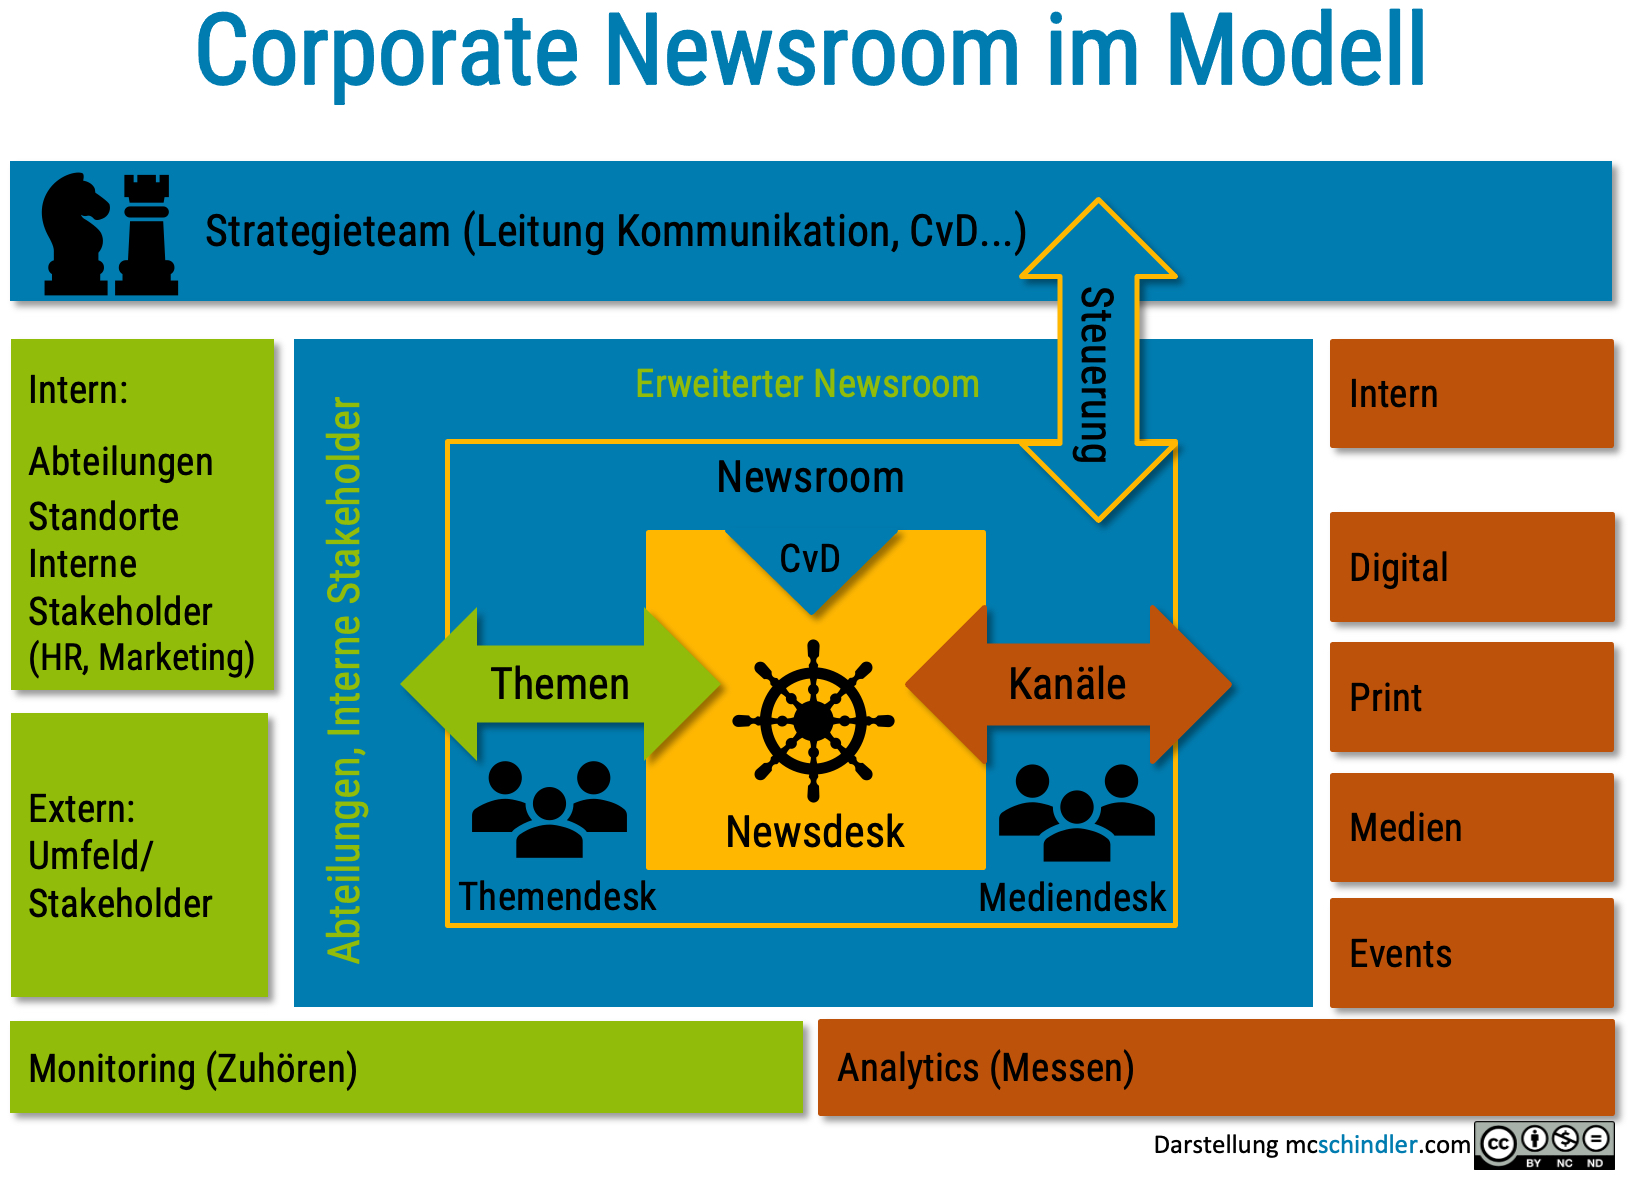 Corporate Newsroom im Modell
Strategieteam (Leitung Kommunikation, CvD...)
Steuerung
Intern:
Abteilungen
Standorte
Interne
Stakeholder
(HR, Marketing)
Extern:
Umfeld/
Stakeholder
Abteilungen, Interne Stakeholder
Erweiterter Newsroom
Newsroom
CvD
Themen
Kanäle
Newsdesk
Themendesk
Mediendesk
Intern
Digital
Print
Medien
Events
Monitoring (Zuhören)
Analytics (Messen)
Darstellung mcschindler.com
cc
BY NC ND